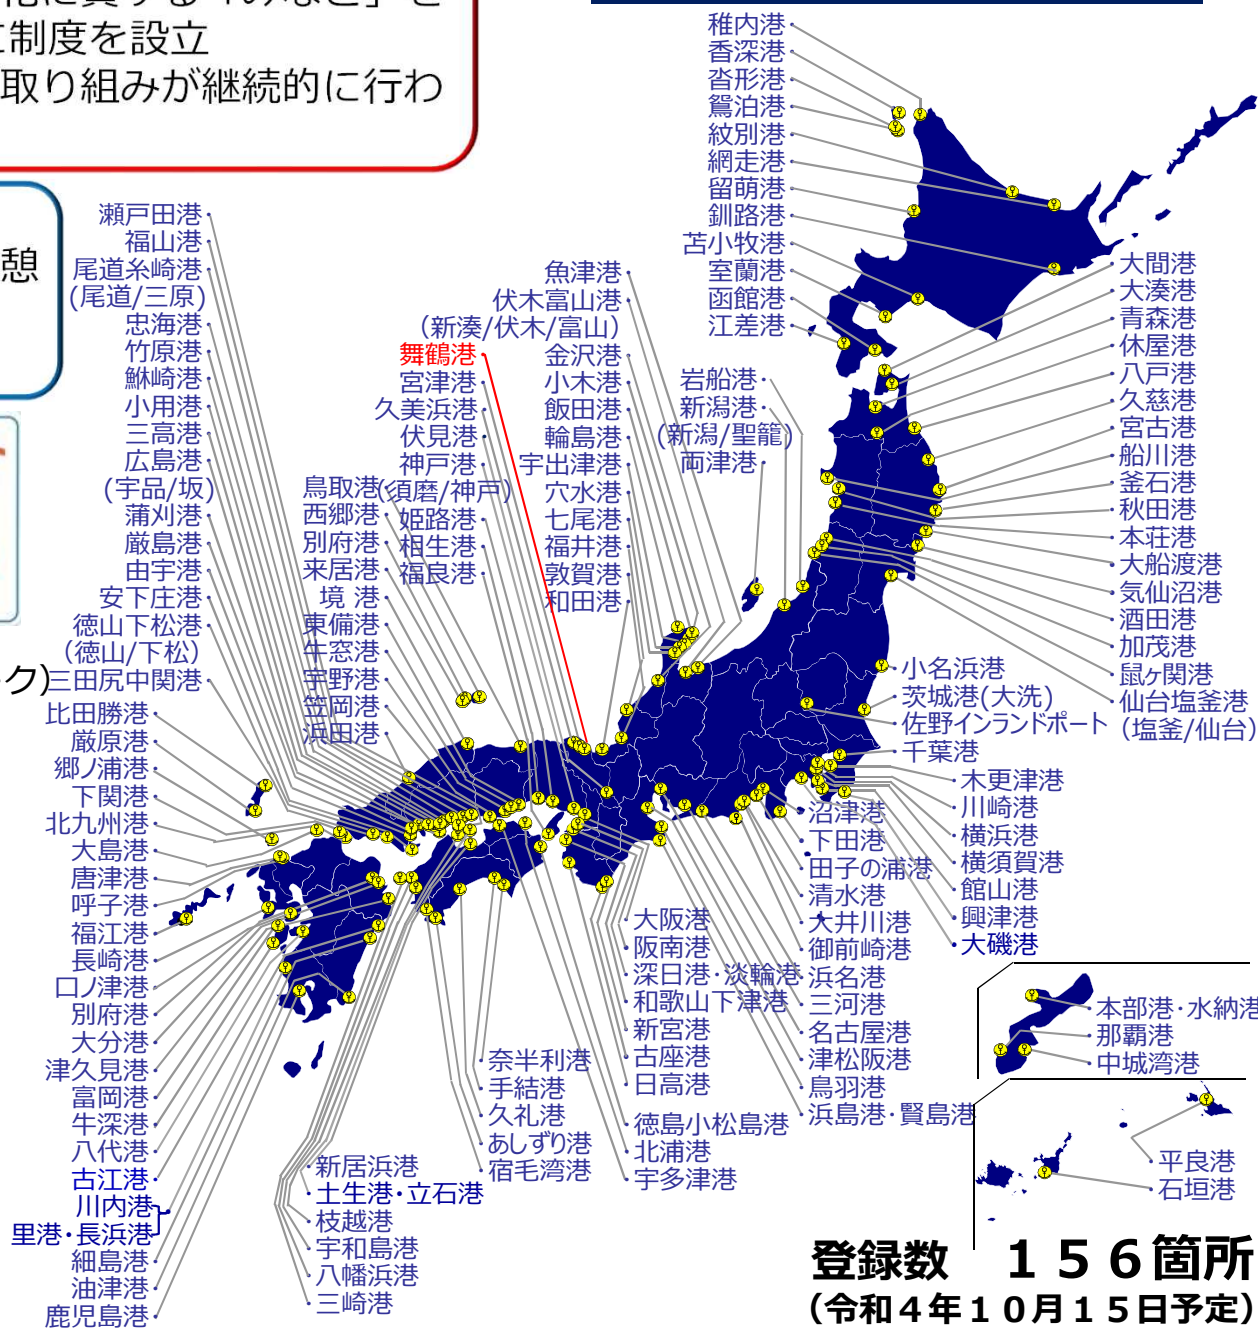 化に資する「みなと」を
に制度を設立
取り組みが継続的に行わ
憩
ク)
稚内港
香深港
沓形港
鴛泊港
紋別港
網走港
留萌港
釧路港
苫小牧港
室蘭港
函館港
江差港
大間港
大湊港
青森港
休屋港
八戸港
久慈港
宮古港
船川港
釜石港
秋田港
本荘港
大船渡港
気仙沼港
酒田港
加茂港
鼠ヶ関港
仙台塩釜港
(塩釜/仙台)
岩船港
新潟港
(新潟/聖籠)
両津港
魚津港
伏木富山港
(新湊/伏木/富山)
金沢港
小木港
飯田港
輪島港
宇出津港
穴水港
七尾港
福井港
敦賀港
和田港
舞鶴港
宮津港
久美浜港
伏見港
神戸港
(須磨/神戸)
姫路港
相生港
福良港
鳥取港
西郷港
別府港
来居港
境 港
東備港
牛窓港
宇野港
笠岡港
浜田港
瀬戸田港
福山港
尾道糸崎港
(尾道/三原)
忠海港
竹原港
鮴崎港
小用港
三高港
広島港
(宇品/坂)
蒲刈港
厳島港
由宇港
安下庄港
徳山下松港
(徳山/下松)
三田尻中関港
比田勝港
厳原港
郷ノ浦港
下関港
北九州港
大島港
唐津港
呼子港
福江港
長崎港
口ノ津港
別府港
大分港
津久見港
富岡港
牛深港
八代港
古江港
川内港
里港・長浜港
細島港
油津港
鹿児島港
新居浜港
土生港・立石港
枝越港
宇和島港
八幡浜港
三崎港
奈半利港
手結港
久礼港
あしずり港
宿毛湾港
大阪港
阪南港
深日港・淡輪港
和歌山下津港
新宮港
古座港
日高港
徳島小松島港
北浦港
宇多津港
小名浜港
茨城港(大洗)
佐野インランドポート
千葉港
木更津港
川崎港
横浜港
横須賀港
館山港
興津港
大磯港
沼津港
下田港
田子の浦港
清水港
大井川港
御前崎港
浜名港
三河港
名古屋港
津松阪港
鳥羽港
浜島港・賢島港
本部港・水納港
那覇港
中城湾港
平良港
石垣港
登録数 １５６箇所
(令和４年１０月１５日予定)